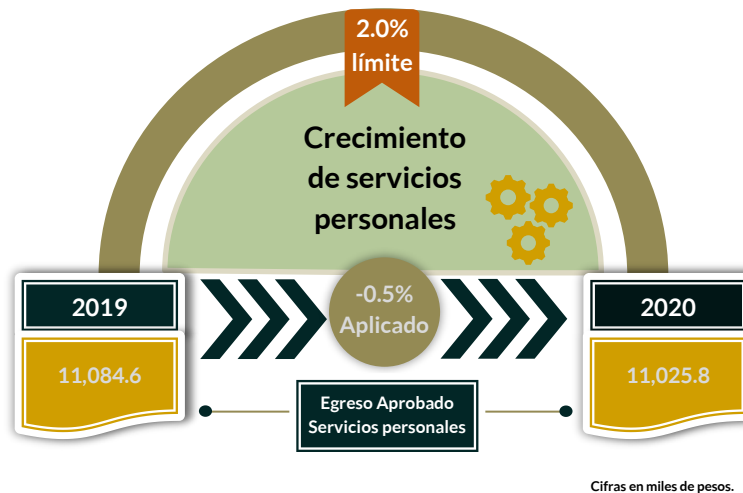 2.0%
límite
Crecimiento
de servicios
personales
2019
-0.5%
Aplicado
2020
11,084.6
11,025.8
Egreso Aprobado
Servicios personales
Cifras en miles de pesos.